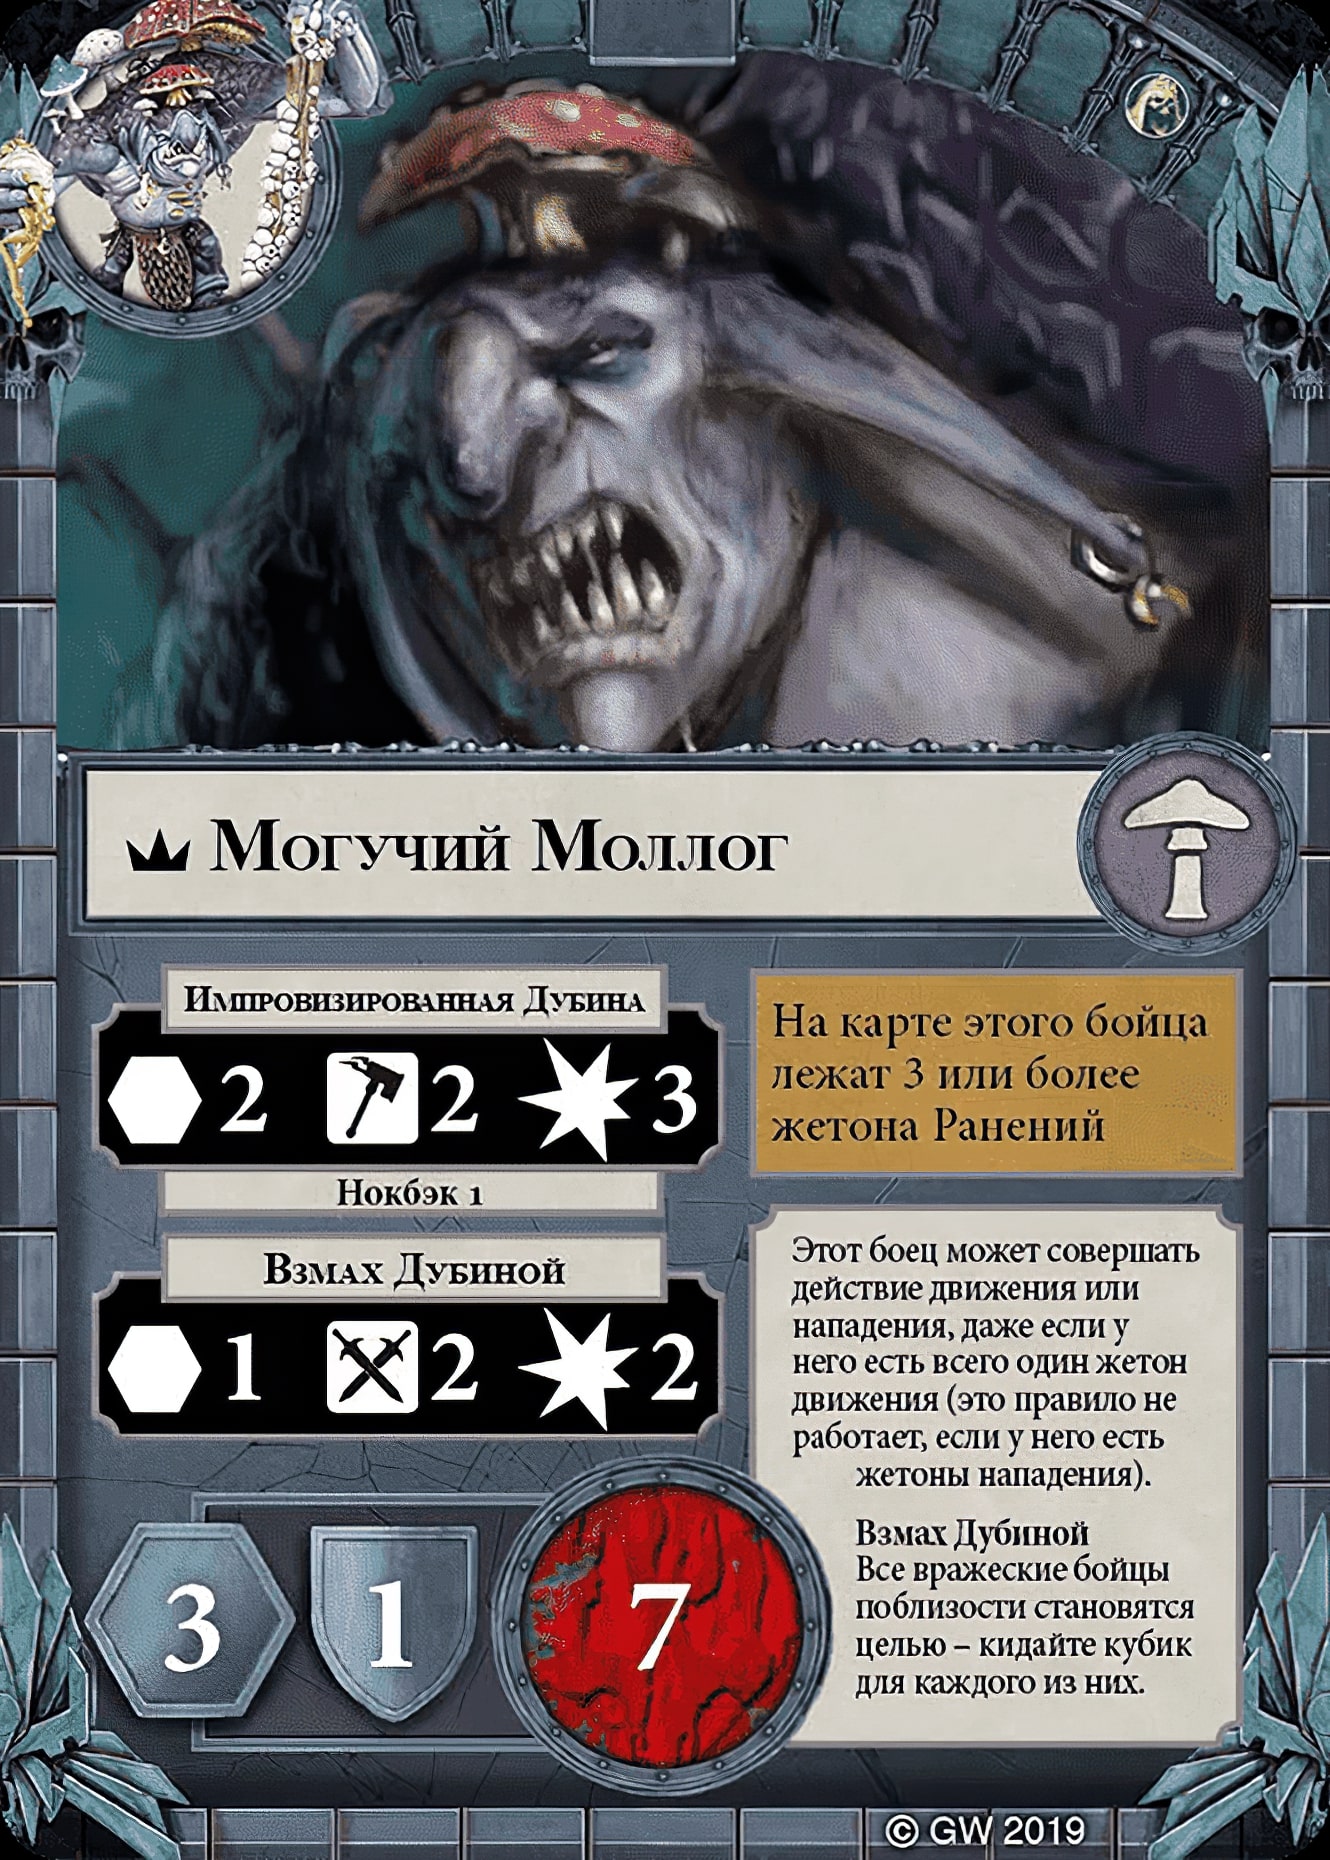 Могучий Моллог
Импровизированная Дубина
2 2 3
Нокбэк 1
Взмах Дубиной
1 2 2
3 1 7
На карте этого бойца
лежат 3 или более
жетона Ранений
Этот боец может совершать
действие движения или
нападения, даже если у
него есть всего один жетон
движения (это правило не
работает, если у него есть
жетоны нападения).
Взмах Дубиной
Все вражеские бойцы
поблизости становятся
целью – кидайте кубик
для каждого из них.
© GW 2019